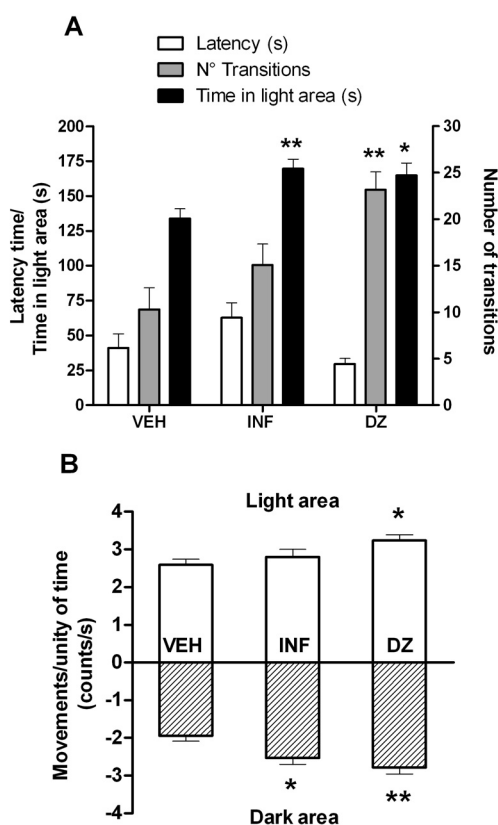 A
Latency (s)
N° Transitions
Time in light area (s)
Latency time/
Time in light area (s)
200
175
150
125
100
75
50
25
0
**
**
*
30
25
20
15
10
5
0
Number of
transitions
VEH INF DZ
B
Light area
Movements/unity of time
(counts/s)
4
3
2
1
0
-1
-2
-3
-4
*
VEH INF DZ
*
**
Dark area